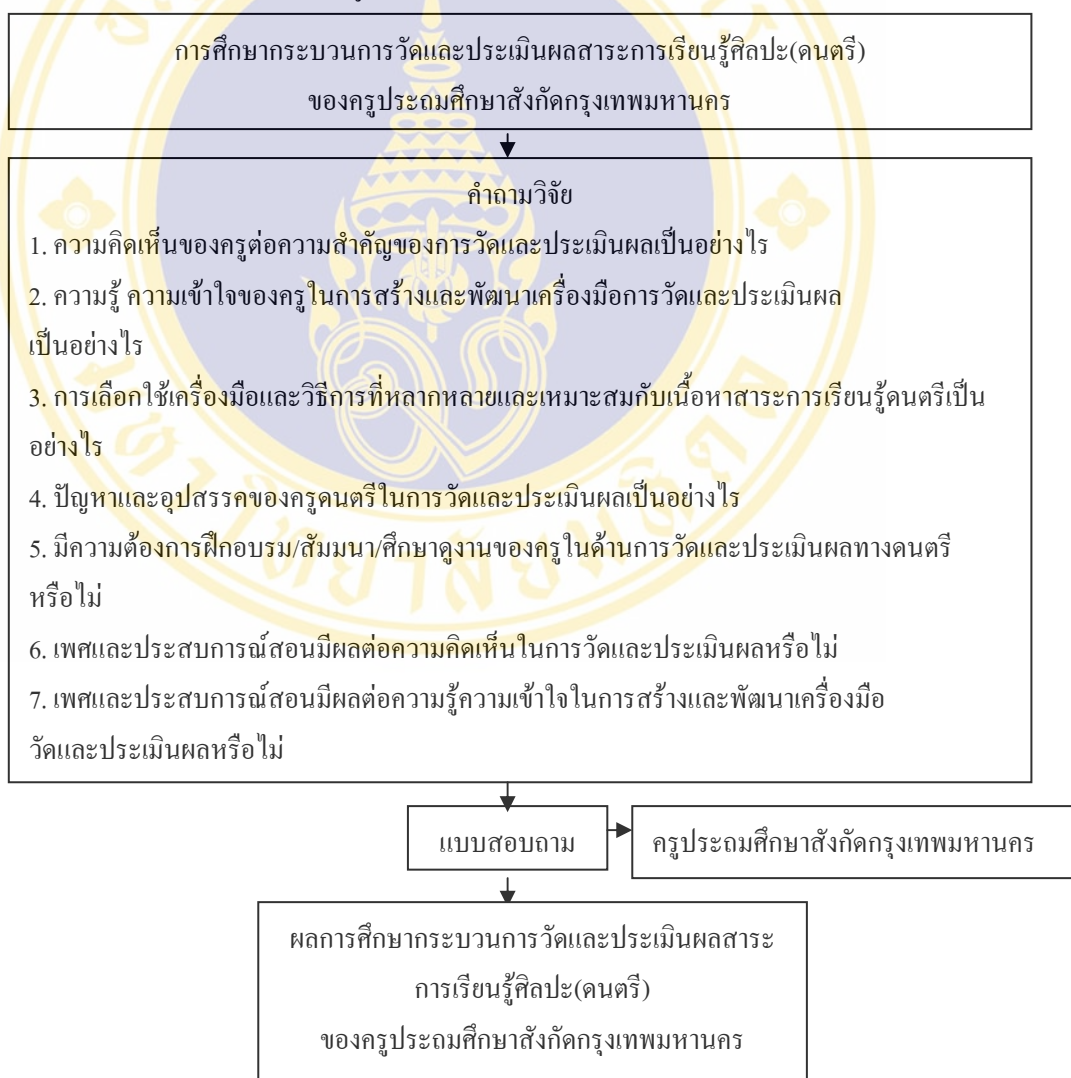 การศึกษากระบวนการวัดและประเมินผลสาระการเรียนรู้ศิลปะ(ดนตรี)
ของครูประถมศึกษาสังกัดกรุงเทพมหานคร
คำถามวิจัย
1. ความคิดเห็นของครูต่อความสำคัญของการวัดและประเมินผลเป็นอย่างไร
2. ความรู้ ความเข้าใจของครูในการสร้างและพัฒนาเครื่องมือการวัดและประเมินผล
เป็นอย่างไร
3. การเลือกใช้เครื่องมือและวิธีการที่หลากหลายและเหมาะสมกับเนื้อหาสาระการเรียนรู้ดนตรีเป็น
อย่างไร
4. ปัญหาและอุปสรรคของครูดนตรีในการวัดและประเมินผลเป็นอย่างไร
5. มีความต้องการฝึกอบรม/สัมมนา/ศึกษาดูงานของครูในด้านการวัดและประเมินผลทางดนตรี
หรือไม่
6. เพศและประสบการณ์สอนมีผลต่อความคิดเห็นในการวัดและประเมินผลหรือไม่
7. เพศและประสบการณ์สอนมีผลต่อความรู้ความเข้าใจในการสร้างและพัฒนาเครื่องมือ
วัดและประเมินผลหรือไม่
แบบสอบถาม
ครูประถมศึกษาสังกัดกรุงเทพมหานคร
ผลการศึกษากระบวนการวัดและประเมินผลสาระ
การเรียนรู้ศิลปะ(ดนตรี)
ของครูประถมศึกษาสังกัดกรุงเทพมหานคร